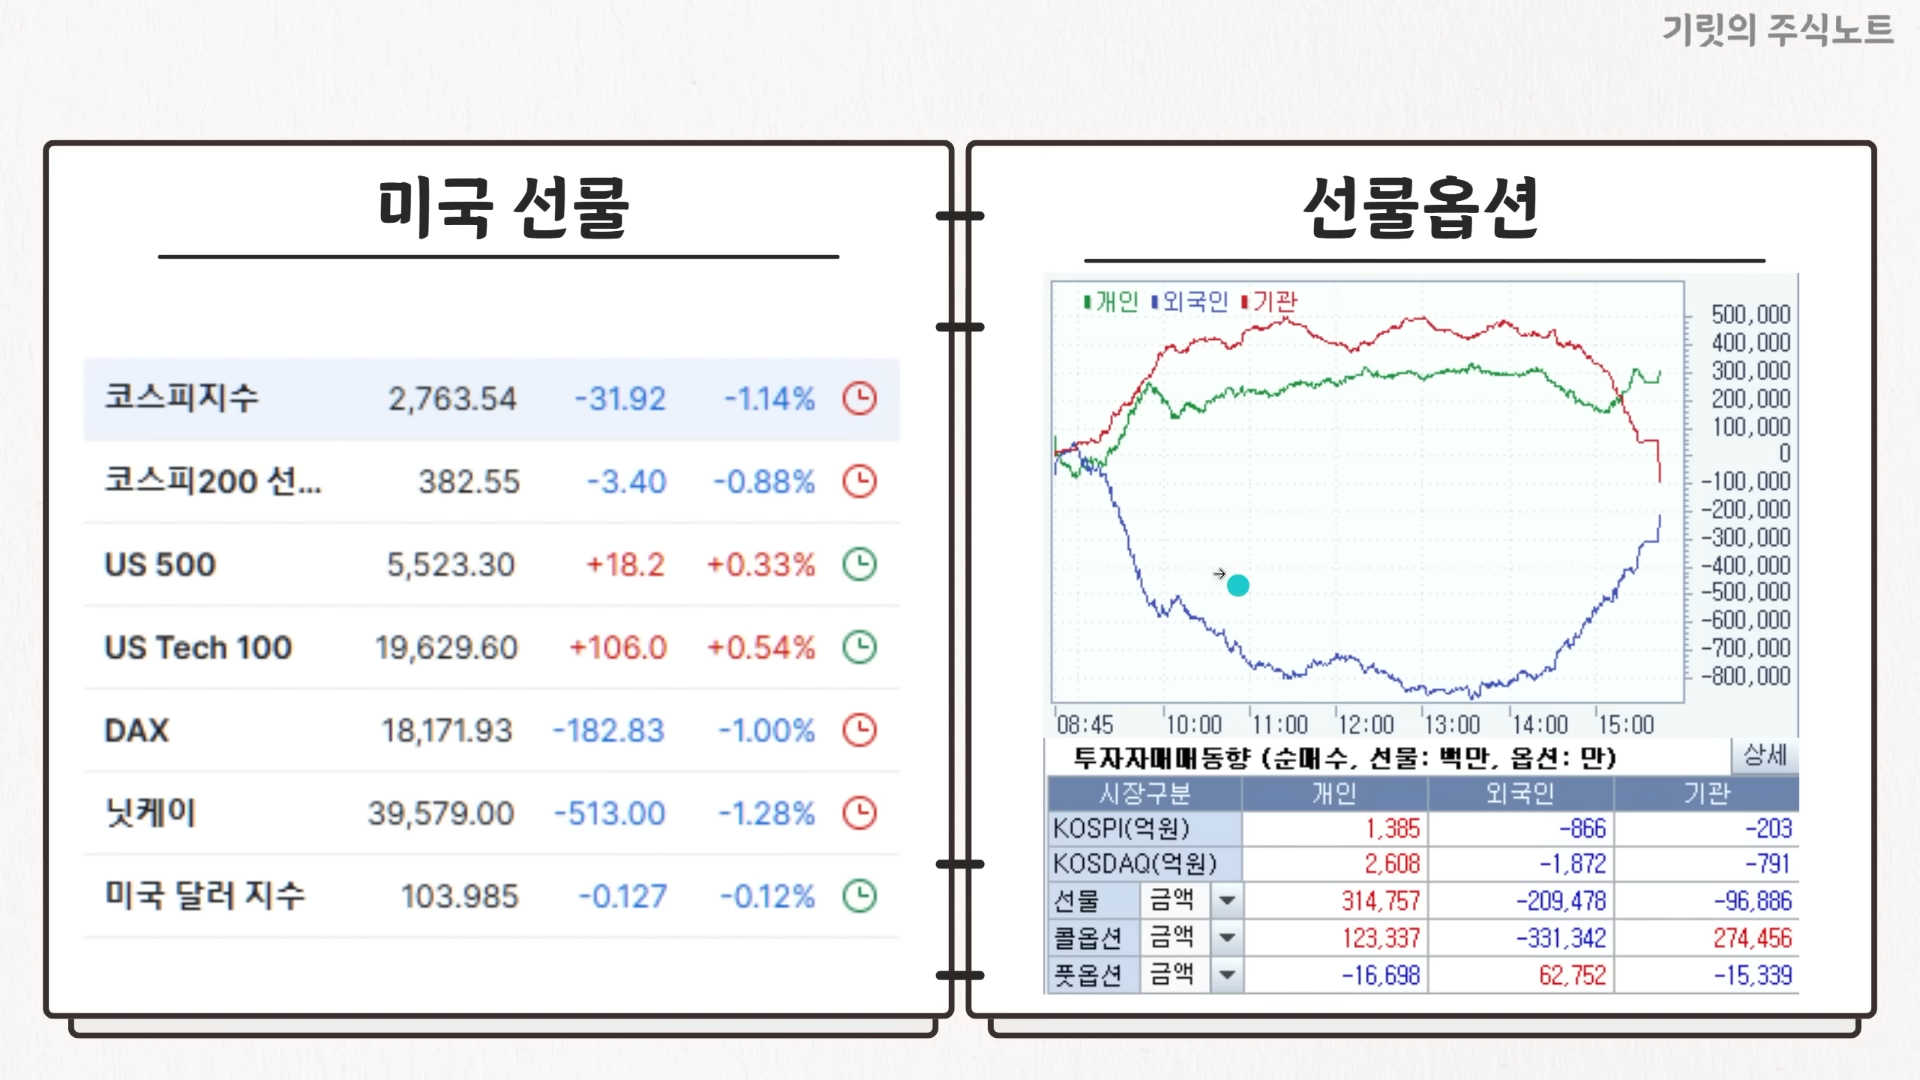 기릿의 주식노트
미국 선물
코스피지수 2,763.54 -31.92 -1.14%
코스피200 선... 382.55 -3.40 -0.88%
US 500 5,523.30 +18.2 +0.33%
US Tech 100 19,629.60 +106.0 +0.54%
DAX 18,171.93 -182.83 -1.00%
닛케이 39,579.00 -513.00 -1.28%
미국 달러 지수 103.985 -0.127 -0.12%
선물옵션
개인 외국인 기관
500,000
400,000
300,000
200,000
100,000
0
-100,000
-200,000
-300,000
-400,000
-500,000
-600,000
-700,000
-800,000
08:45 10:00 11:00 12:00 13:00 14:00 15:00
투자자매매동향 (순매수, 선물: 백만, 옵션: 만) 상세
시장구분 개인 외국인 기관
KOSPI(억원) 1,385 -866 -203
KOSDAQ(억원) 2,608 -1,872 -791
선물 금액 314,757 -209,478 -96,886
콜옵션 금액 123,337 -331,342 274,456
풋옵션 금액 -16,698 62,752 -15,339